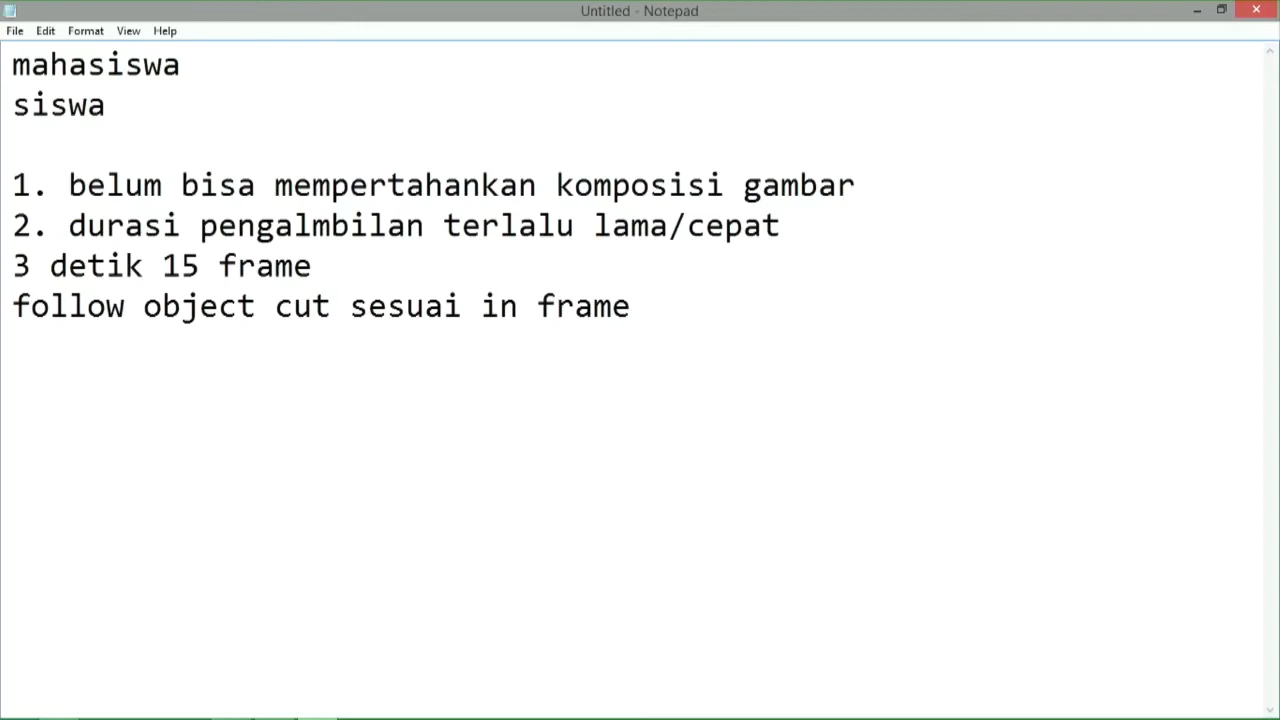 Untitled - Notepad
File Edit Format View Help
mahasiswa
siswa
1. belum bisa mempertahankan komposisi gambar
2. durasi pengalmbilan terlalu lama/cepat
3 detik 15 frame
follow object cut sesuai in frame